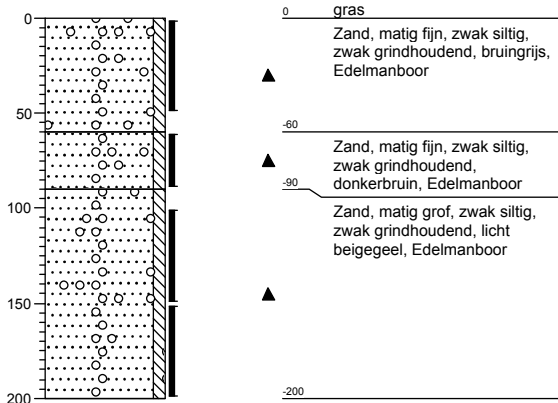 0
50
100
150
200
0
gras
Zand, matig fijn, zwak siltig,
zwak grindhoudend, bruingrijs,
Edelmanboor
-60
Zand, matig fijn, zwak siltig,
zwak grindhoudend,
donkerbruin, Edelmanboor
-90
Zand, matig grof, zwak siltig,
zwak grindhoudend, licht
beigegeel, Edelmanboor
-200